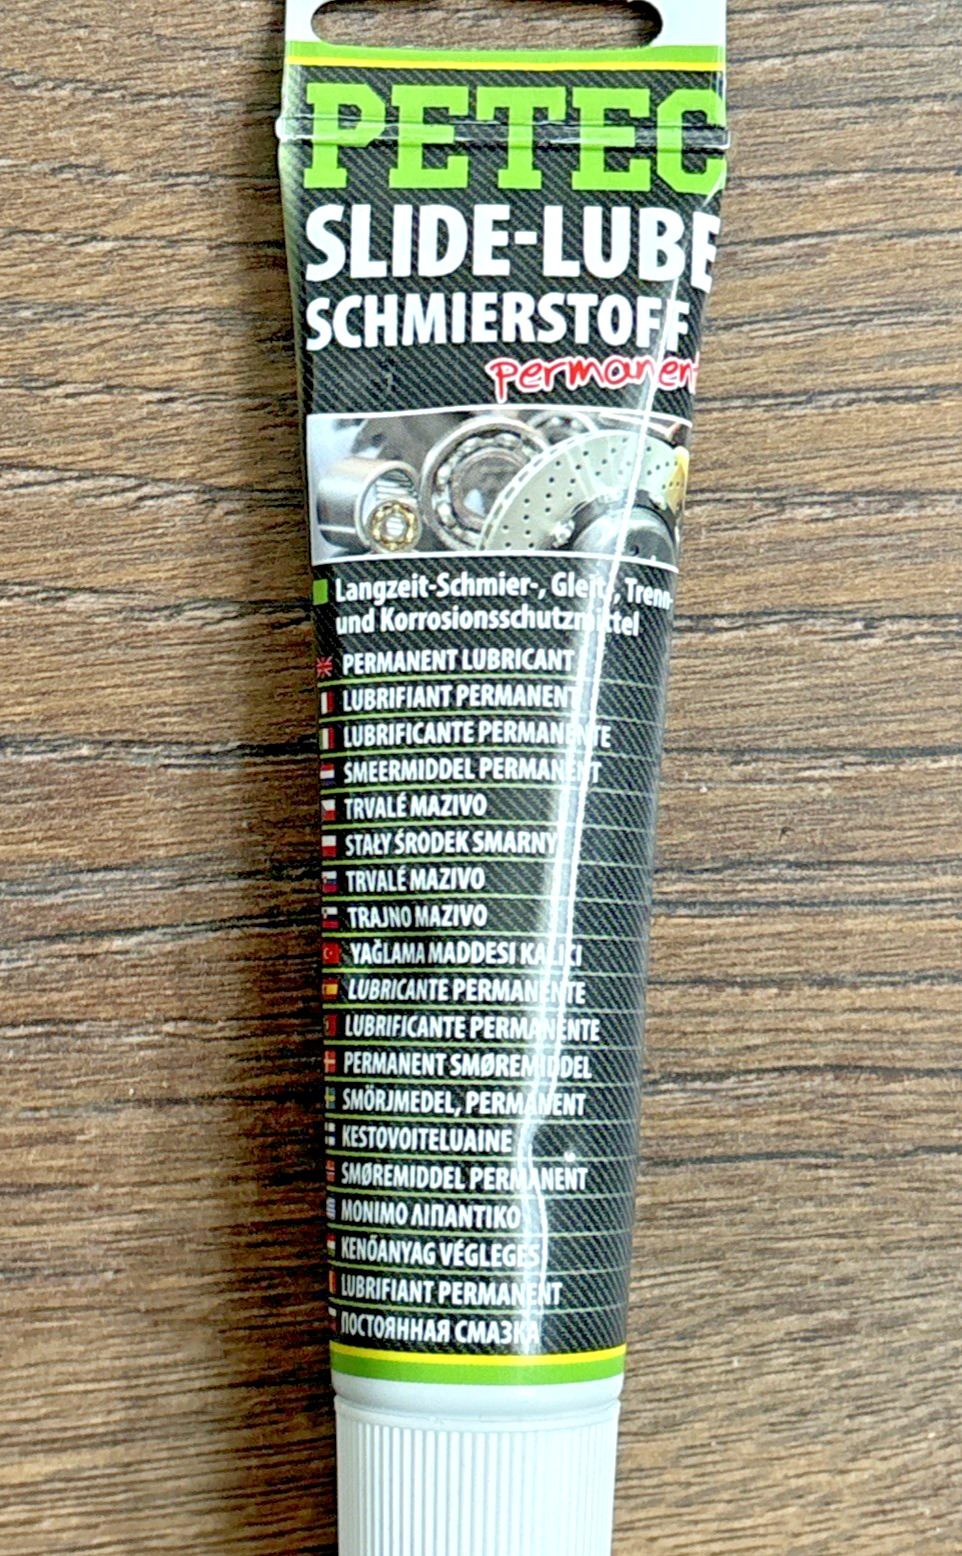 PETEC
SLIDE-LUBE
SCHMIERSTOFF
permanent
Langzeit-Schmier-, Gleit-, Trenn-
und Korrosionsschutzmittel
PERMANENT LUBRICANT
LUBRIFIANT PERMANENT
LUBRIFICANTE PERMANENTE
SMEERMIDDEL PERMANENT
TRVALÉ MAZIVO
STAŁY ŚRODEK SMARNY
TRVALÉ MAZIVO
TRAJNO MAZIVO
YAĞLAMA MADDESI KALICI
LUBRICANTE PERMANENTE
LUBRIFICANTE PERMANENTE
PERMANENT SMØREMIDDEL
SMÖRJMEDEL, PERMANENT
KESTOVOITELUAINE
SMØREMIDDEL PERMANENT
ΜΟΝΙΜΟ ΛΙΠΑΝΤΙΚΟ
KENŐANYAG VÉGLEGES
LUBRIFIANT PERMANENT
ПОСТОЯННАЯ СМАЗКА